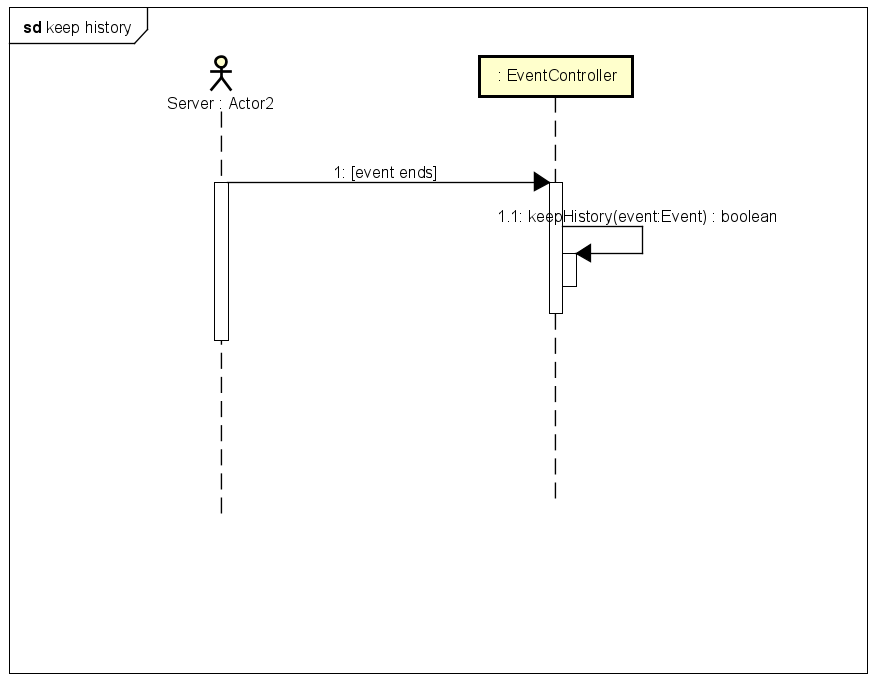 sd keep history
Server : Actor2
: EventController
1: [event ends]
1.1: keepHistory(event:Event) : boolean